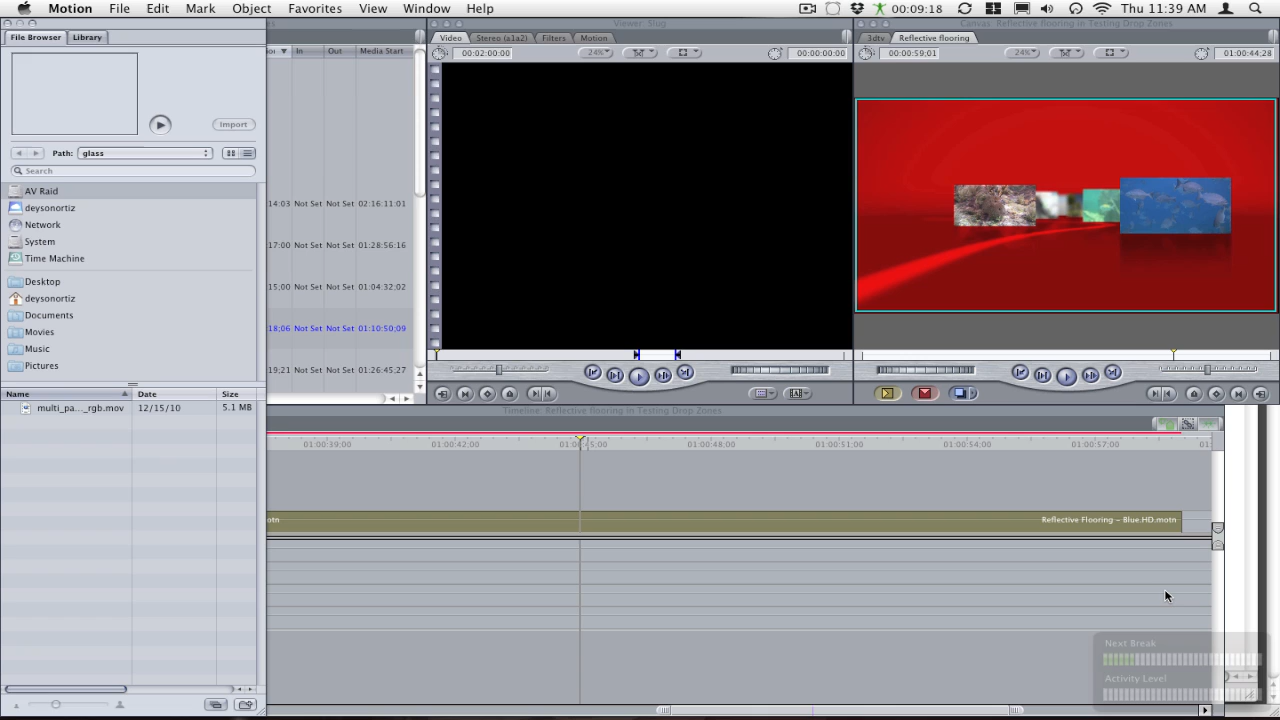 Motion File Edit Mark Object Favorites View Window Help 00:09:18 Thu 11:39 AM
Viewer: Slug
Canvas: Reflective flooring in Testing Drop Zones
File Browser Library
Video Stereo (a1a2) Filters Motion
3dtv Reflective flooring
In Out Media Start
00:02:00:00 24% 00:00:00:00
00:00:59;01 24% 01:00:44;28
Import
Path: glass
Search
AV Raid
deysonortiz
Network
System
Time Machine
Desktop
deysonortiz
Documents
Movies
Music
Pictures
14:03 Not Set Not Set 02:16:11:01
17:00 Not Set Not Set 01:28:56:16
15;00 Not Set Not Set 01:04:32;02
18;06 Not Set Not Set 01:10:50;09
19;21 Not Set Not Set 01:26:45;27
Name Date Size
multi_pa..._rgb.mov 12/15/10 5.1 MB
Timeline: Reflective flooring in Testing Drop Zones
01:00:39;00 01:00:42;00 01:00:45;00 01:00:48;00 01:00:51;00 01:00:54;00 01:00:57;00 01:
otn Reflective Flooring – Blue.HD.motn
Next Break
Activity Level